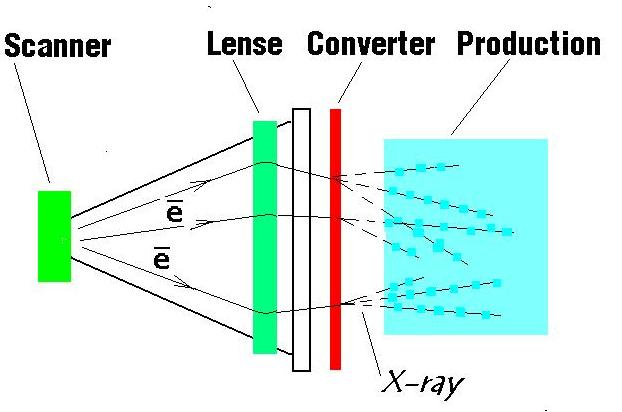 Scanner Lense Converter Production
e̅
e̅
X-ray